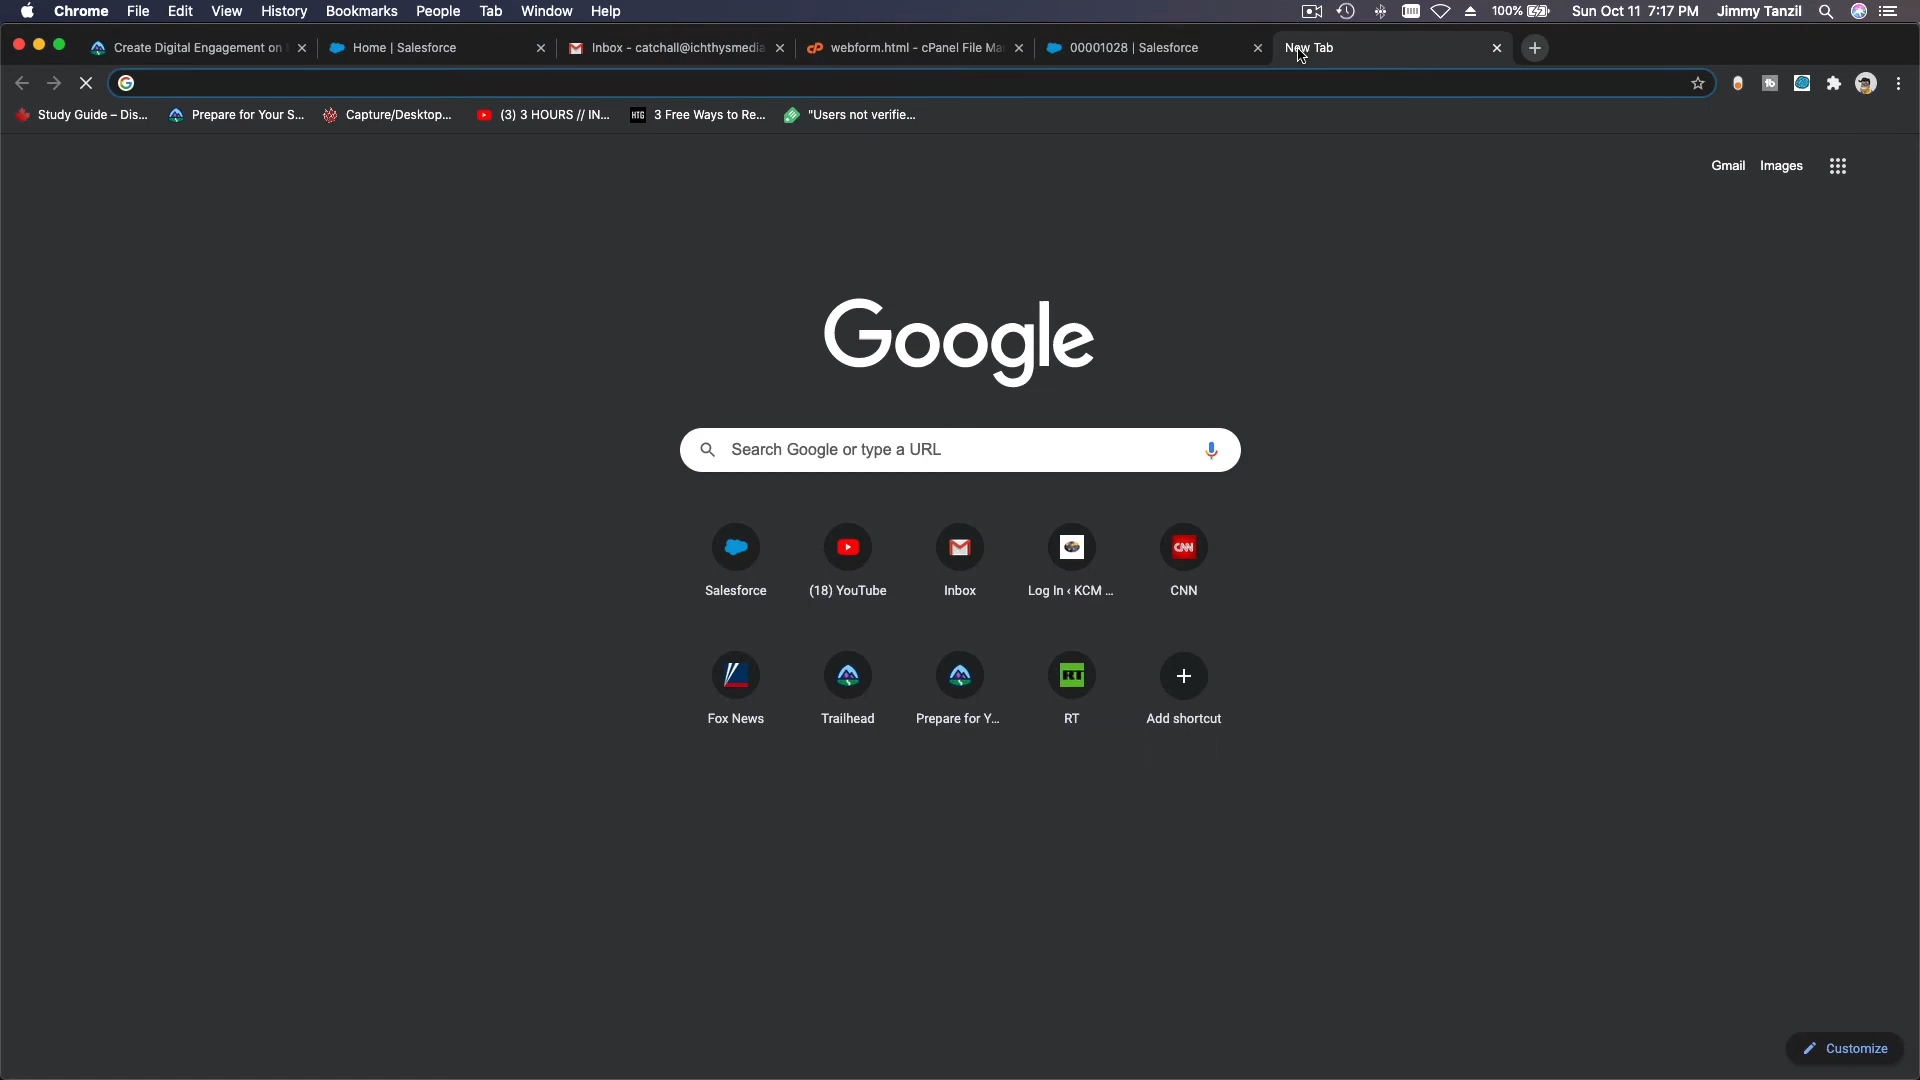 Chrome File Edit View History Bookmarks People Tab Window Help 100% Sun Oct 11 7:17 PM Jimmy Tanzil
Create Digital Engagement on Home | Salesforce Inbox - catchall@ichthysmedia webform.html - cPanel File Ma 00001028 | Salesforce New Tab
Study Guide – Dis... Prepare for Your S... Capture/Desktop... (3) 3 HOURS // IN... HTG 3 Free Ways to Re... "Users not verifie...
Gmail Images
Google
Search Google or type a URL
CNN
Salesforce (18) YouTube Inbox Log In ‹ KCM ... CNN
RT
Fox News Trailhead Prepare for Y... RT Add shortcut
Customize